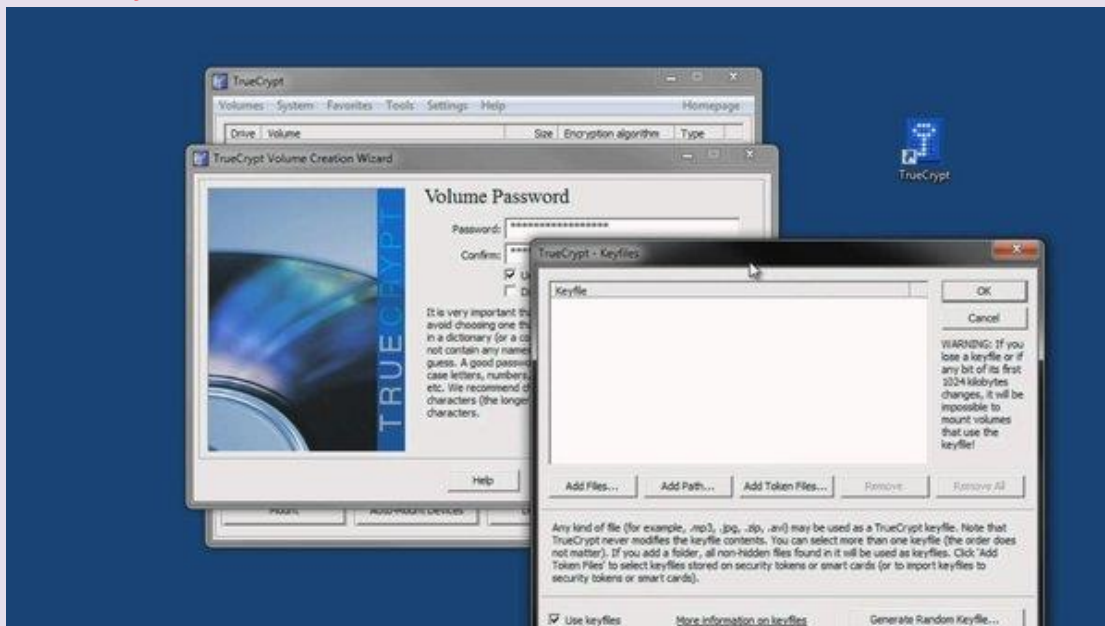 TrueCrypt
Volumes System Favorites Tools Settings Help Homepage
Drive Volume Size Encryption algorithm Type
TrueCrypt
TrueCrypt Volume Creation Wizard
TRUECRYPT
Volume Password
Password: *****************
Confirm: ****
It is very important
avoid choosing one
in a dictionary (or a
not contain any
guess. A good
case letters, numbers,
etc. We recommend
characters (the longer
characters.
Help
Mount Auto-Mount Devices
TrueCrypt - Keyfiles
Keyfile
OK
Cancel
WARNING: If you
lose a keyfile or if
any bit of its first
1024 kilobytes
changes, it will be
impossible to
mount volumes
that use the
keyfile!
Add Files... Add Path... Add Token Files... Remove Remove All
Any kind of file (for example, .mp3, .jpg, .zip, .avi) may be used as a TrueCrypt keyfile. Note that
TrueCrypt never modifies the keyfile contents. You can select more than one keyfile (the order does
not matter). If you add a folder, all non-hidden files found in it will be used as keyfiles. Click 'Add
Token Files' to select keyfiles stored on security tokens or smart cards (or to import keyfiles to
security tokens or smart cards).
Use keyfiles More information on keyfiles Generate Random Keyfile...